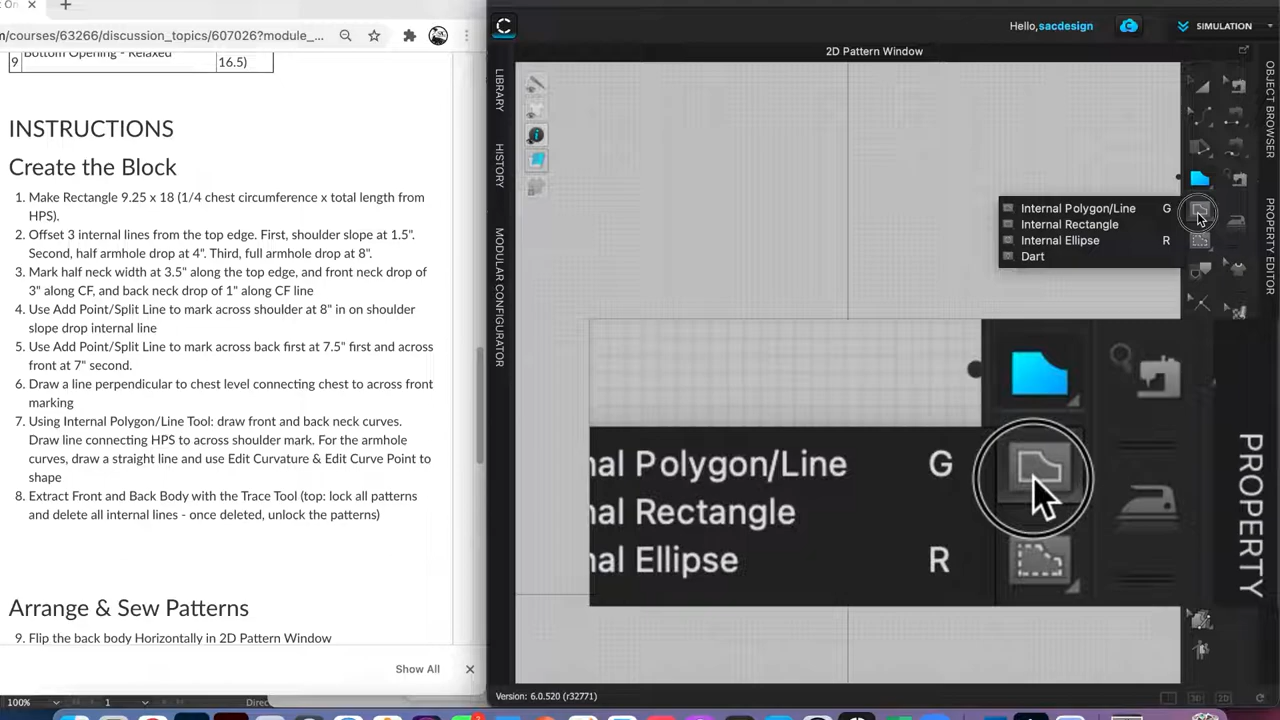 t On
m/courses/63266/discussion_topics/607026?module_...
9 Bottom Opening - Relaxed 16.5)
INSTRUCTIONS
Create the Block
1. Make Rectangle 9.25 x 18 (1/4 chest circumference x total length from
HPS).
2. Offset 3 internal lines from the top edge. First, shoulder slope at 1.5".
Second, half armhole drop at 4". Third, full armhole drop at 8".
3. Mark half neck width at 3.5" along the top edge, and front neck drop of
3" along CF, and back neck drop of 1" along CF line
4. Use Add Point/Split Line to mark across shoulder at 8" in on shoulder
slope drop internal line
5. Use Add Point/Split Line to mark across back first at 7.5" first and across
front at 7" second.
6. Draw a line perpendicular to chest level connecting chest to across front
marking
7. Using Internal Polygon/Line Tool: draw front and back neck curves.
Draw line connecting HPS to across shoulder mark. For the armhole
curves, draw a straight line and use Edit Curvature & Edit Curve Point to
shape
8. Extract Front and Back Body with the Trace Tool (top: lock all patterns
and delete all internal lines - once deleted, unlock the patterns)
Arrange & Sew Patterns
9. Flip the back body Horizontally in 2D Pattern Window
Show All
100%
1
Direc
Hello, sacdesign
SIMULATION
2D Pattern Window
LIBRARY
HISTORY
MODULAR CONFIGURATOR
OBJECT BROWSER
PROPERTY EDITOR
Internal Polygon/Line G
Internal Rectangle
Internal Ellipse R
Dart
nal Polygon/Line G
nal Rectangle
nal Ellipse R
PROPERTY
Version: 6.0.520 (r32771)
3D
2D